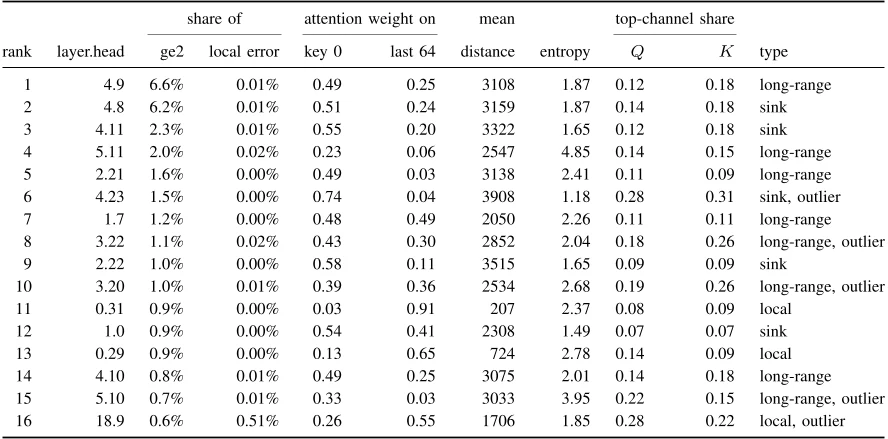 share of attention weight on mean top-channel share
rank layer.head ge2 local error key 0 last 64 distance entropy Q K type
1 4.9 6.6% 0.01% 0.49 0.25 3108 1.87 0.12 0.18 long-range
2 4.8 6.2% 0.01% 0.51 0.24 3159 1.87 0.14 0.18 sink
3 4.11 2.3% 0.01% 0.55 0.20 3322 1.65 0.12 0.18 sink
4 5.11 2.0% 0.02% 0.23 0.06 2547 4.85 0.14 0.15 long-range
5 2.21 1.6% 0.00% 0.49 0.03 3138 2.41 0.11 0.09 long-range
6 4.23 1.5% 0.00% 0.74 0.04 3908 1.18 0.28 0.31 sink, outlier
7 1.7 1.2% 0.00% 0.48 0.49 2050 2.26 0.11 0.11 long-range
8 3.22 1.1% 0.02% 0.43 0.30 2852 2.04 0.18 0.26 long-range, outlier
9 2.22 1.0% 0.00% 0.58 0.11 3515 1.65 0.09 0.09 sink
10 3.20 1.0% 0.01% 0.39 0.36 2534 2.68 0.19 0.26 long-range, outlier
11 0.31 0.9% 0.00% 0.03 0.91 207 2.37 0.08 0.09 local
12 1.0 0.9% 0.00% 0.54 0.41 2308 1.49 0.07 0.07 sink
13 0.29 0.9% 0.00% 0.13 0.65 724 2.78 0.14 0.09 local
14 4.10 0.8% 0.01% 0.49 0.25 3075 2.01 0.14 0.18 long-range
15 5.10 0.7% 0.01% 0.33 0.03 3033 3.95 0.22 0.15 long-range, outlier
16 18.9 0.6% 0.51% 0.26 0.55 1706 1.85 0.28 0.22 local, outlier